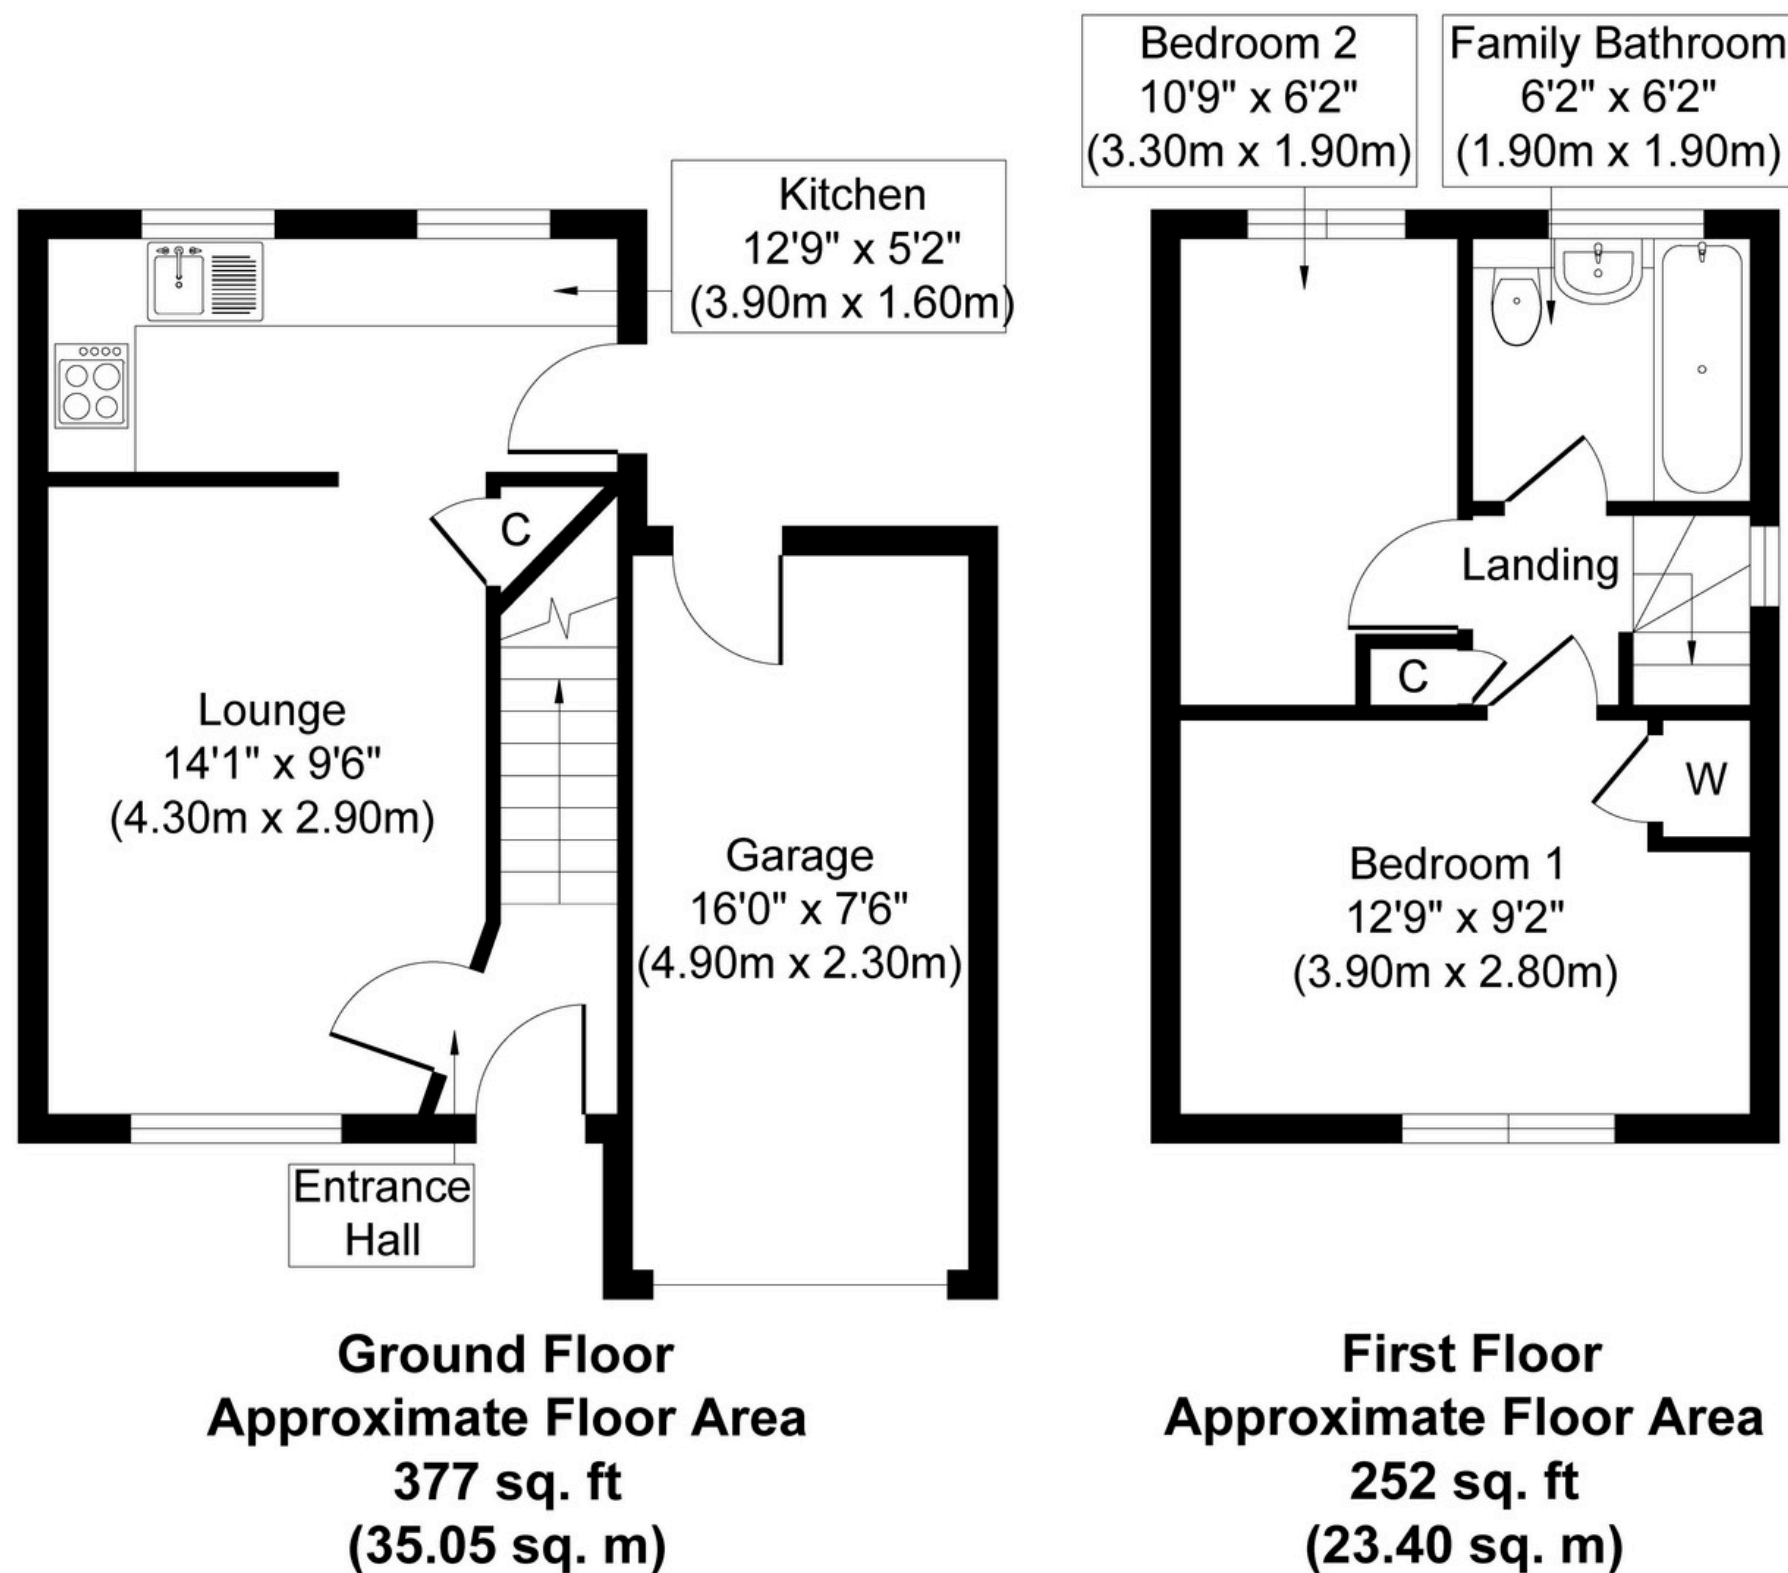 Bedroom 2
10'9" x 6'2"
(3.30m x 1.90m)
Family Bathroom
6'2" x 6'2"
(1.90m x 1.90m)
Kitchen
12'9" x 5'2"
(3.90m x 1.60m)
C
Landing
C
Lounge
14'1" x 9'6"
(4.30m x 2.90m)
W
Garage
16'0" x 7'6"
(4.90m x 2.30m)
Bedroom 1
12'9" x 9'2"
(3.90m x 2.80m)
Entrance
Hall
Ground Floor
Approximate Floor Area
377 sq. ft
(35.05 sq. m)
First Floor
Approximate Floor Area
252 sq. ft
(23.40 sq. m)